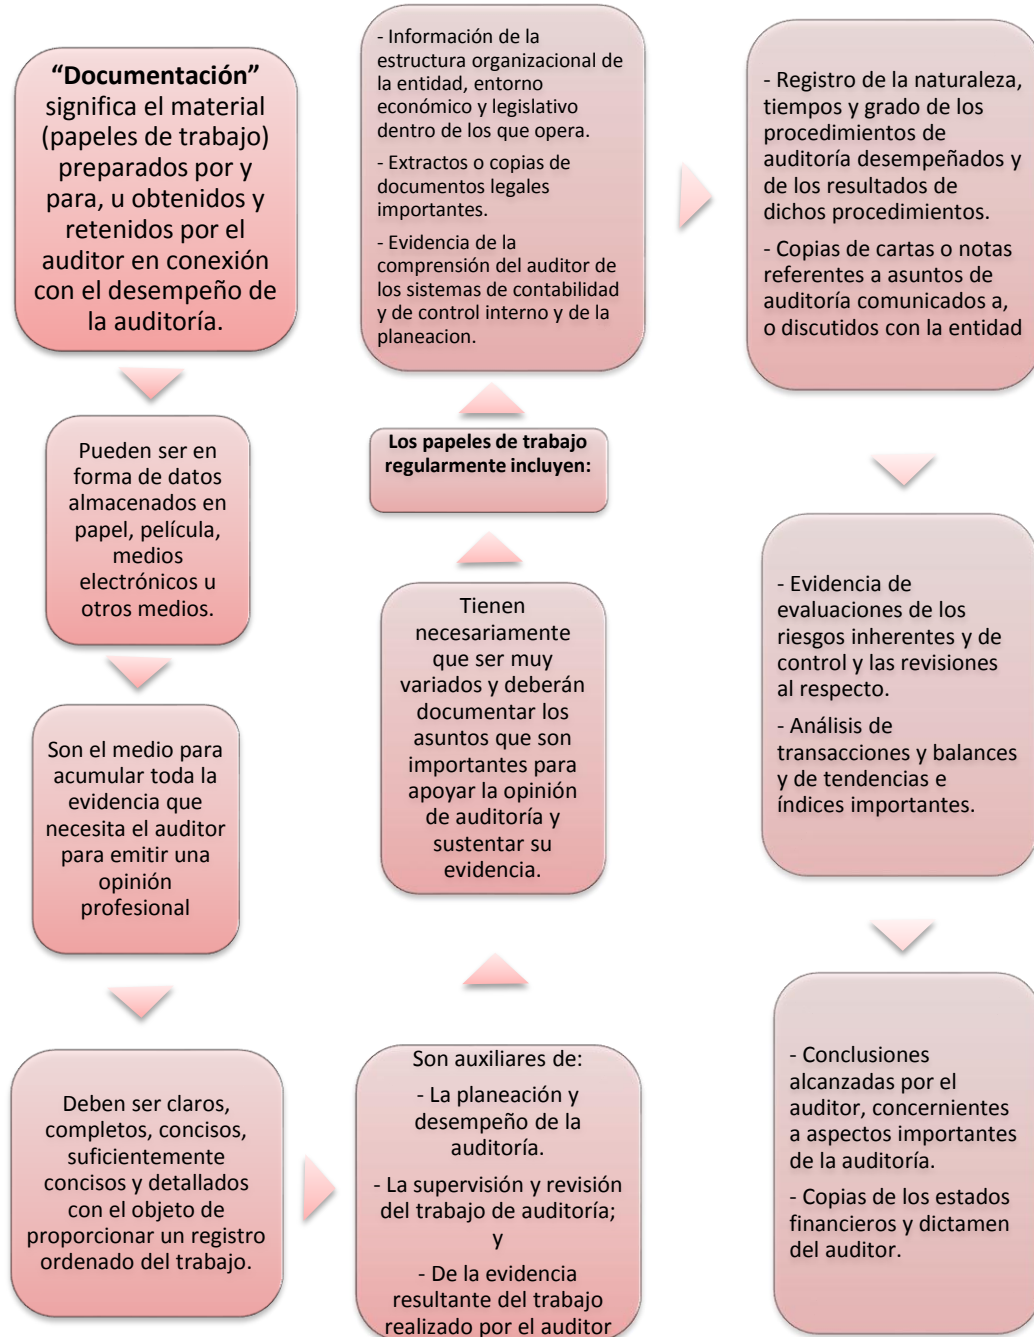 “Documentación”
significa el material
(papeles de trabajo)
preparados por y
para, u obtenidos y
retenidos por el
auditor en conexión
con el desempeño de
la auditoría.
Pueden ser en
forma de datos
almacenados en
papel, película,
medios
electrónicos u
otros medios.
Son el medio para
acumular toda la
evidencia que
necesita el auditor
para emitir una
opinión
profesional
Deben ser claros,
completos, concisos,
suficientemente
concisos y detallados
con el objeto de
proporcionar un registro
ordenado del trabajo.
Son auxiliares de:
- La planeación y
desempeño de la
auditoría.
- La supervisión y revisión
del trabajo de auditoría;
y
- De la evidencia
resultante del trabajo
realizado por el auditor
Tienen
necesariamente
que ser muy
variados y deberán
documentar los
asuntos que son
importantes para
apoyar la opinión
de auditoría y
sustentar su
evidencia.
Los papeles de trabajo
regularmente incluyen:
- Información de la
estructura organizacional de
la entidad, entorno
económico y legislativo
dentro de los que opera.
- Extractos o copias de
documentos legales
importantes.
- Evidencia de la
comprensión del auditor de
los sistemas de contabilidad
y de control interno y de la
planeacion.
- Registro de la naturaleza,
tiempos y grado de los
procedimientos de
auditoría desempeñados y
de los resultados de
dichos procedimientos.
- Copias de cartas o notas
referentes a asuntos de
auditoría comunicados a,
o discutidos con la entidad
- Evidencia de
evaluaciones de los
riesgos inherentes y de
control y las revisiones
al respecto.
- Análisis de
transacciones y balances
y de tendencias e
índices importantes.
- Conclusiones
alcanzadas por el
auditor, concernientes
a aspectos importantes
de la auditoría.
- Copias de los estados
financieros y dictamen
del auditor.